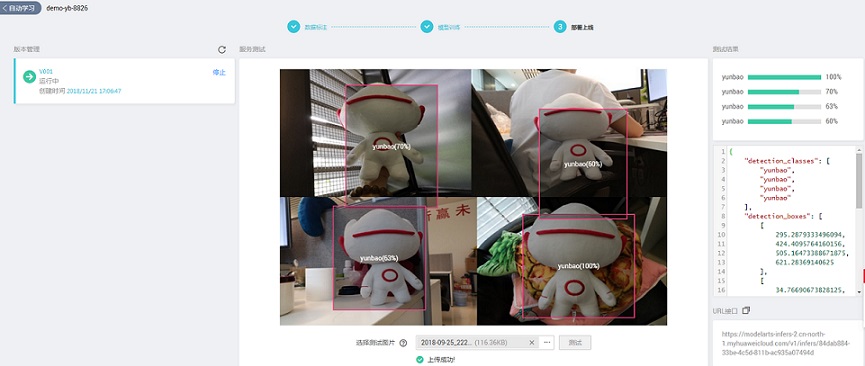 自动学习 demo-yb-8826
数据标注 模型训练 3 部署上线
版本管理
V001
运行中
停止
创建时间 2018/11/21 17:06:47
服务测试
yunbao(70%)
yunbao(60%)
赢未
yunbao(63%)
yunbao(100%)
选择测试图片 2018-09-25_222... (116.36KB) 测试
上传成功!
测试结果
yunbao 100%
yunbao 70%
yunbao 63%
yunbao 60%
1 {
2 "detection_classes": [
3 "yunbao",
4 "yunbao",
5 "yunbao",
6 "yunbao"
7 ],
8 "detection_boxes": [
9 [
10 295.2879333496094,
11 424.4095764160156,
12 505.16473388671875,
13 621.28369140625
14 ],
15 [
16 34.76690673828125,
URL接口
https://modelarts-infers-2.cn-north-
1.myhuaweicloud.com/v1/infers/84dab884-
33be-4c5d-811b-ac935a07494d